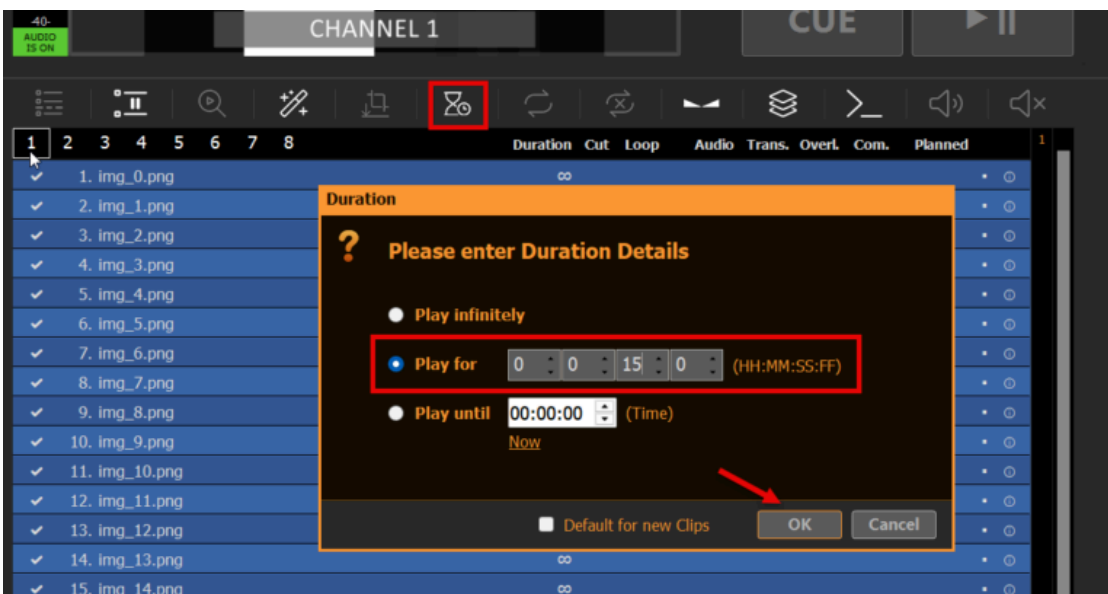 -40-
AUDIO
IS ON
CHANNEL 1
CUE
1 2 3 4 5 6 7 8 Duration Cut Loop Audio Trans. Overl. Com. Planned 1
1. img_0.png ∞
2. img_1.png
3. img_2.png
4. img_3.png
5. img_4.png
6. img_5.png
7. img_6.png
8. img_7.png
9. img_8.png
10. img_9.png
11. img_10.png
12. img_11.png
13. img_12.png
14. img_13.png ∞
15. img_14.png ∞
Duration
? Please enter Duration Details
Play infinitely
Play for 0 : 0 : 15 : 0 : (HH:MM:SS:FF)
Play until 00:00:00 (Time)
Now
Default for new Clips OK Cancel